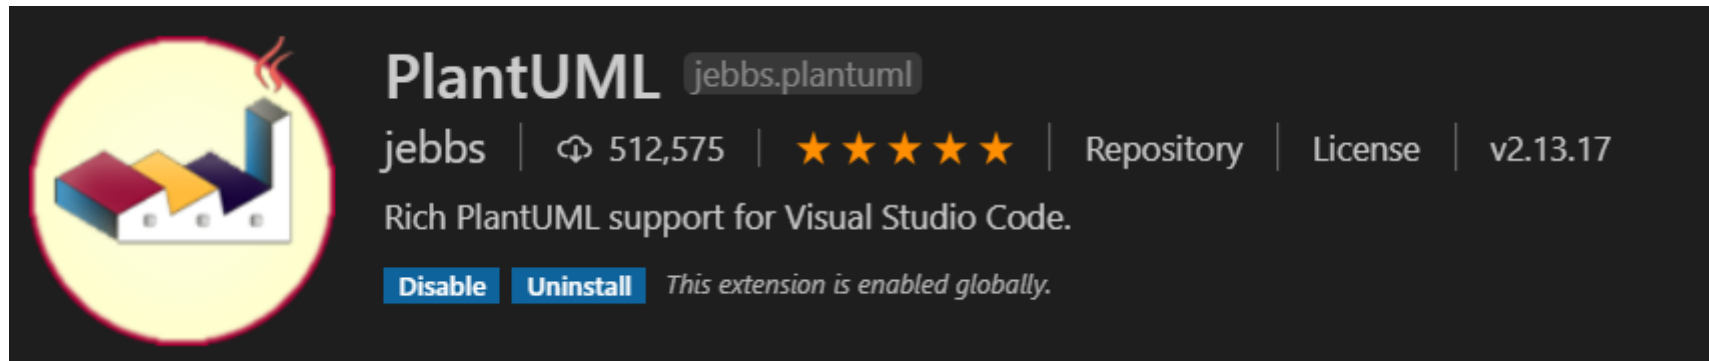 PlantUML jebbs.plantuml
jebbs 512,575 Repository License v2.13.17
Rich PlantUML support for Visual Studio Code.
Disable Uninstall This extension is enabled globally.